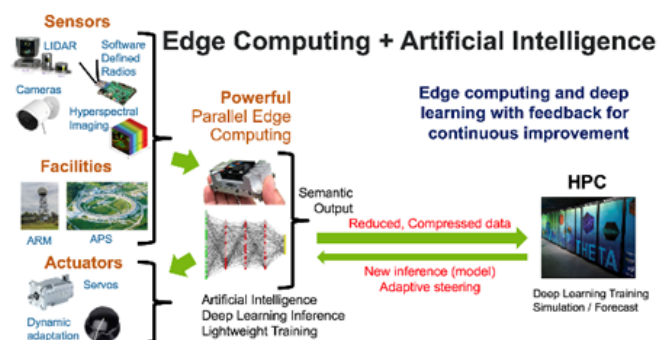 Sensors
LIDAR
Software
Defined
Radios
Cameras
Hyperspectral
Imaging
Facilities
ARM
APS
Actuators
Servos
Dynamic
adaptation
Edge Computing + Artificial Intelligence
Powerful
Parallel Edge
Computing
Semantic
Output
Artificial Intelligence
Deep Learning Inference
Lightweight Training
Edge computing and deep
learning with feedback for
continuous improvement
Reduced, Compressed data
New inference (model)
Adaptive steering
HPC
THETA
Deep Learning Training
Simulation / Forecast